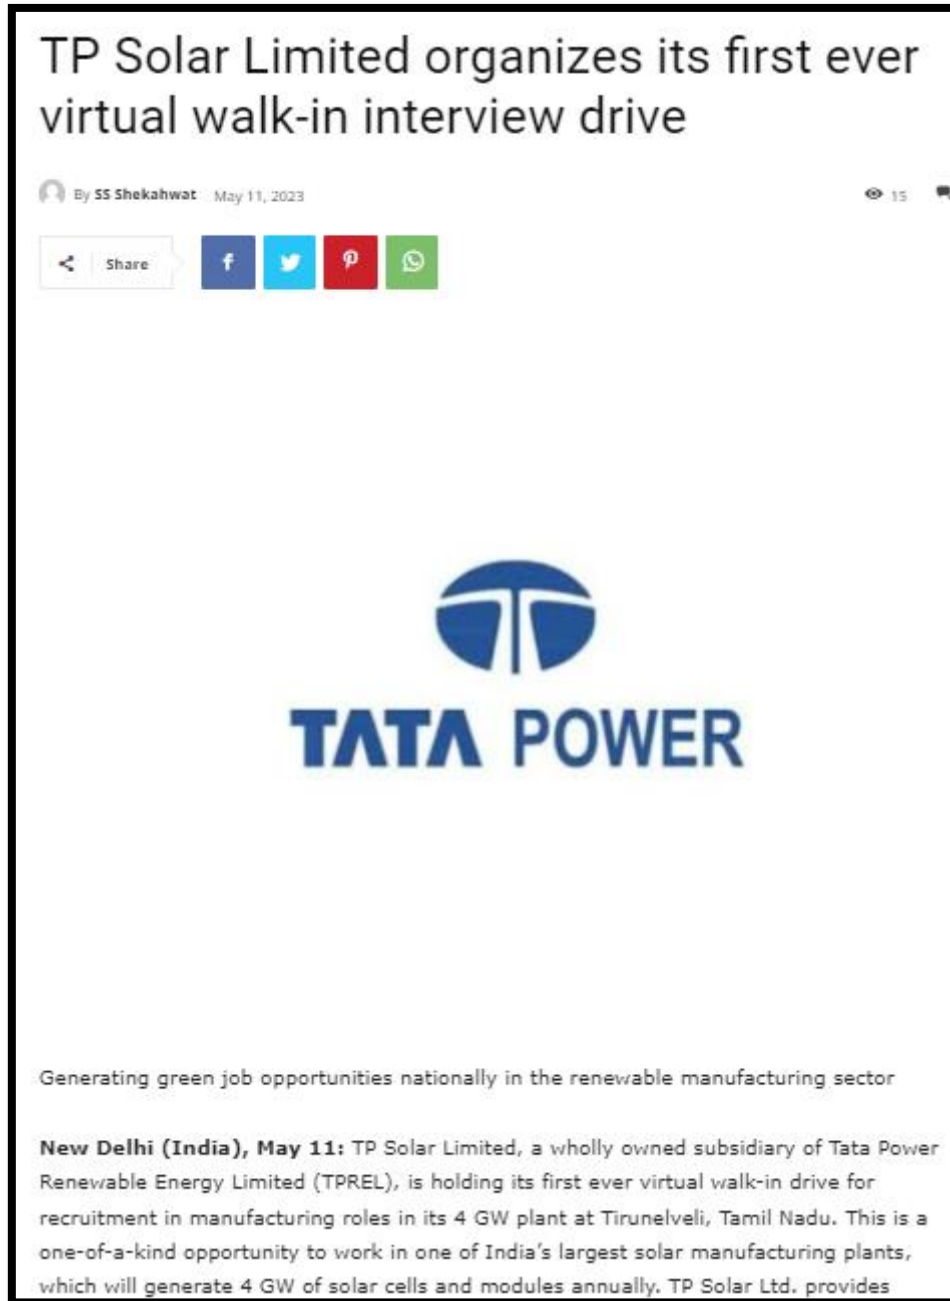 TP Solar Limited organizes its first ever
virtual walk-in interview drive
By SS Shekahwat May 11, 2023 15
Share
TATA POWER
Generating green job opportunities nationally in the renewable manufacturing sector
New Delhi (India), May 11: TP Solar Limited, a wholly owned subsidiary of Tata Power
Renewable Energy Limited (TPREL), is holding its first ever virtual walk-in drive for
recruitment in manufacturing roles in its 4 GW plant at Tirunelveli, Tamil Nadu. This is a
one-of-a-kind opportunity to work in one of India's largest solar manufacturing plants,
which will generate 4 GW of solar cells and modules annually. TP Solar Ltd. provides